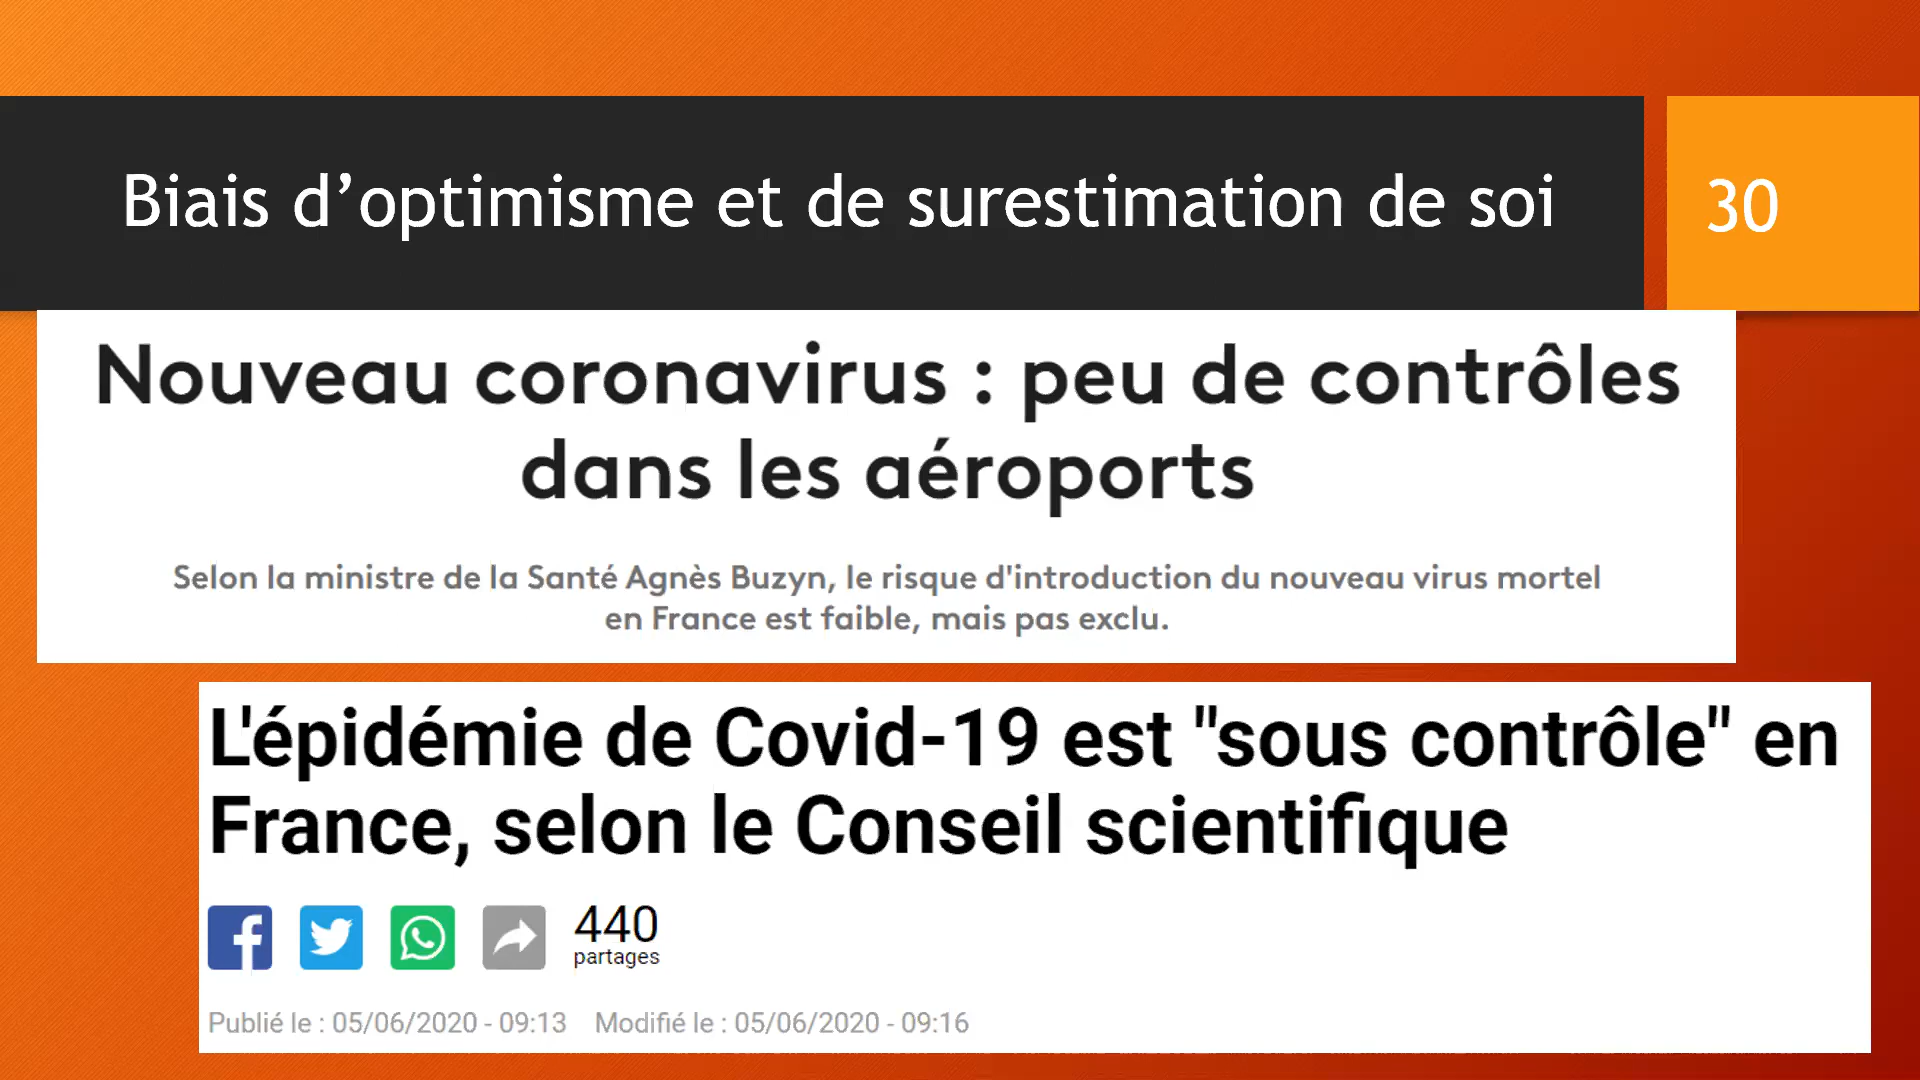 Biais d’optimisme et de surestimation de soi
30
Nouveau coronavirus : peu de contrôles
dans les aéroports
Selon la ministre de la Santé Agnès Buzyn, le risque d'introduction du nouveau virus mortel
en France est faible, mais pas exclu.
L'épidémie de Covid-19 est "sous contrôle" en
France, selon le Conseil scientifique
440
partages
Publié le : 05/06/2020 - 09:13 Modifié le : 05/06/2020 - 09:16